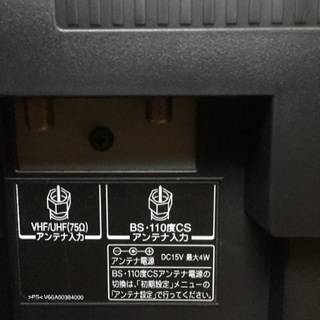 VHF/UHF(75Ω)
アンテナ入力
BS・110度CS
アンテナ入力
アンテナ電源 DC15V 最大4W
BS・110度CSアンテナ電源の
切換は、「初期設定」メニューの
「アンテナ設定」で行ってください。
>PS< V66A00384000